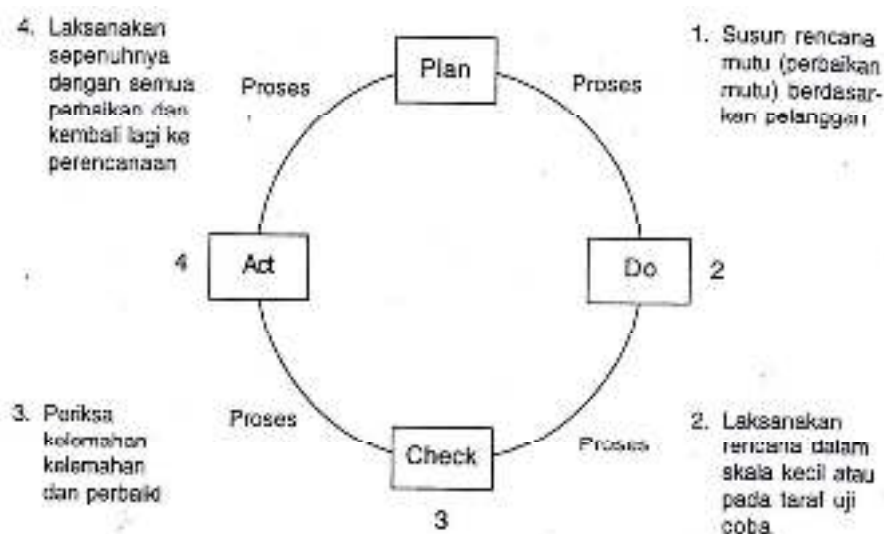 4. Laksanakan
sepenuhnya
dengan semua
perbaikan dan
kembali lagi ke
perencanaan
Proses
Plan
Proses
1. Susun rencana
mutu (perbaikan
mutu) berdasar-
kan pelanggan
4
Act
Do
2
3. Periksa
kelemahan
kelemahan
dan perbaiki
Proses
Check
3
Proses
2. Laksanakan
rencana dalam
skala kecil atau
pada taraf uji
coba